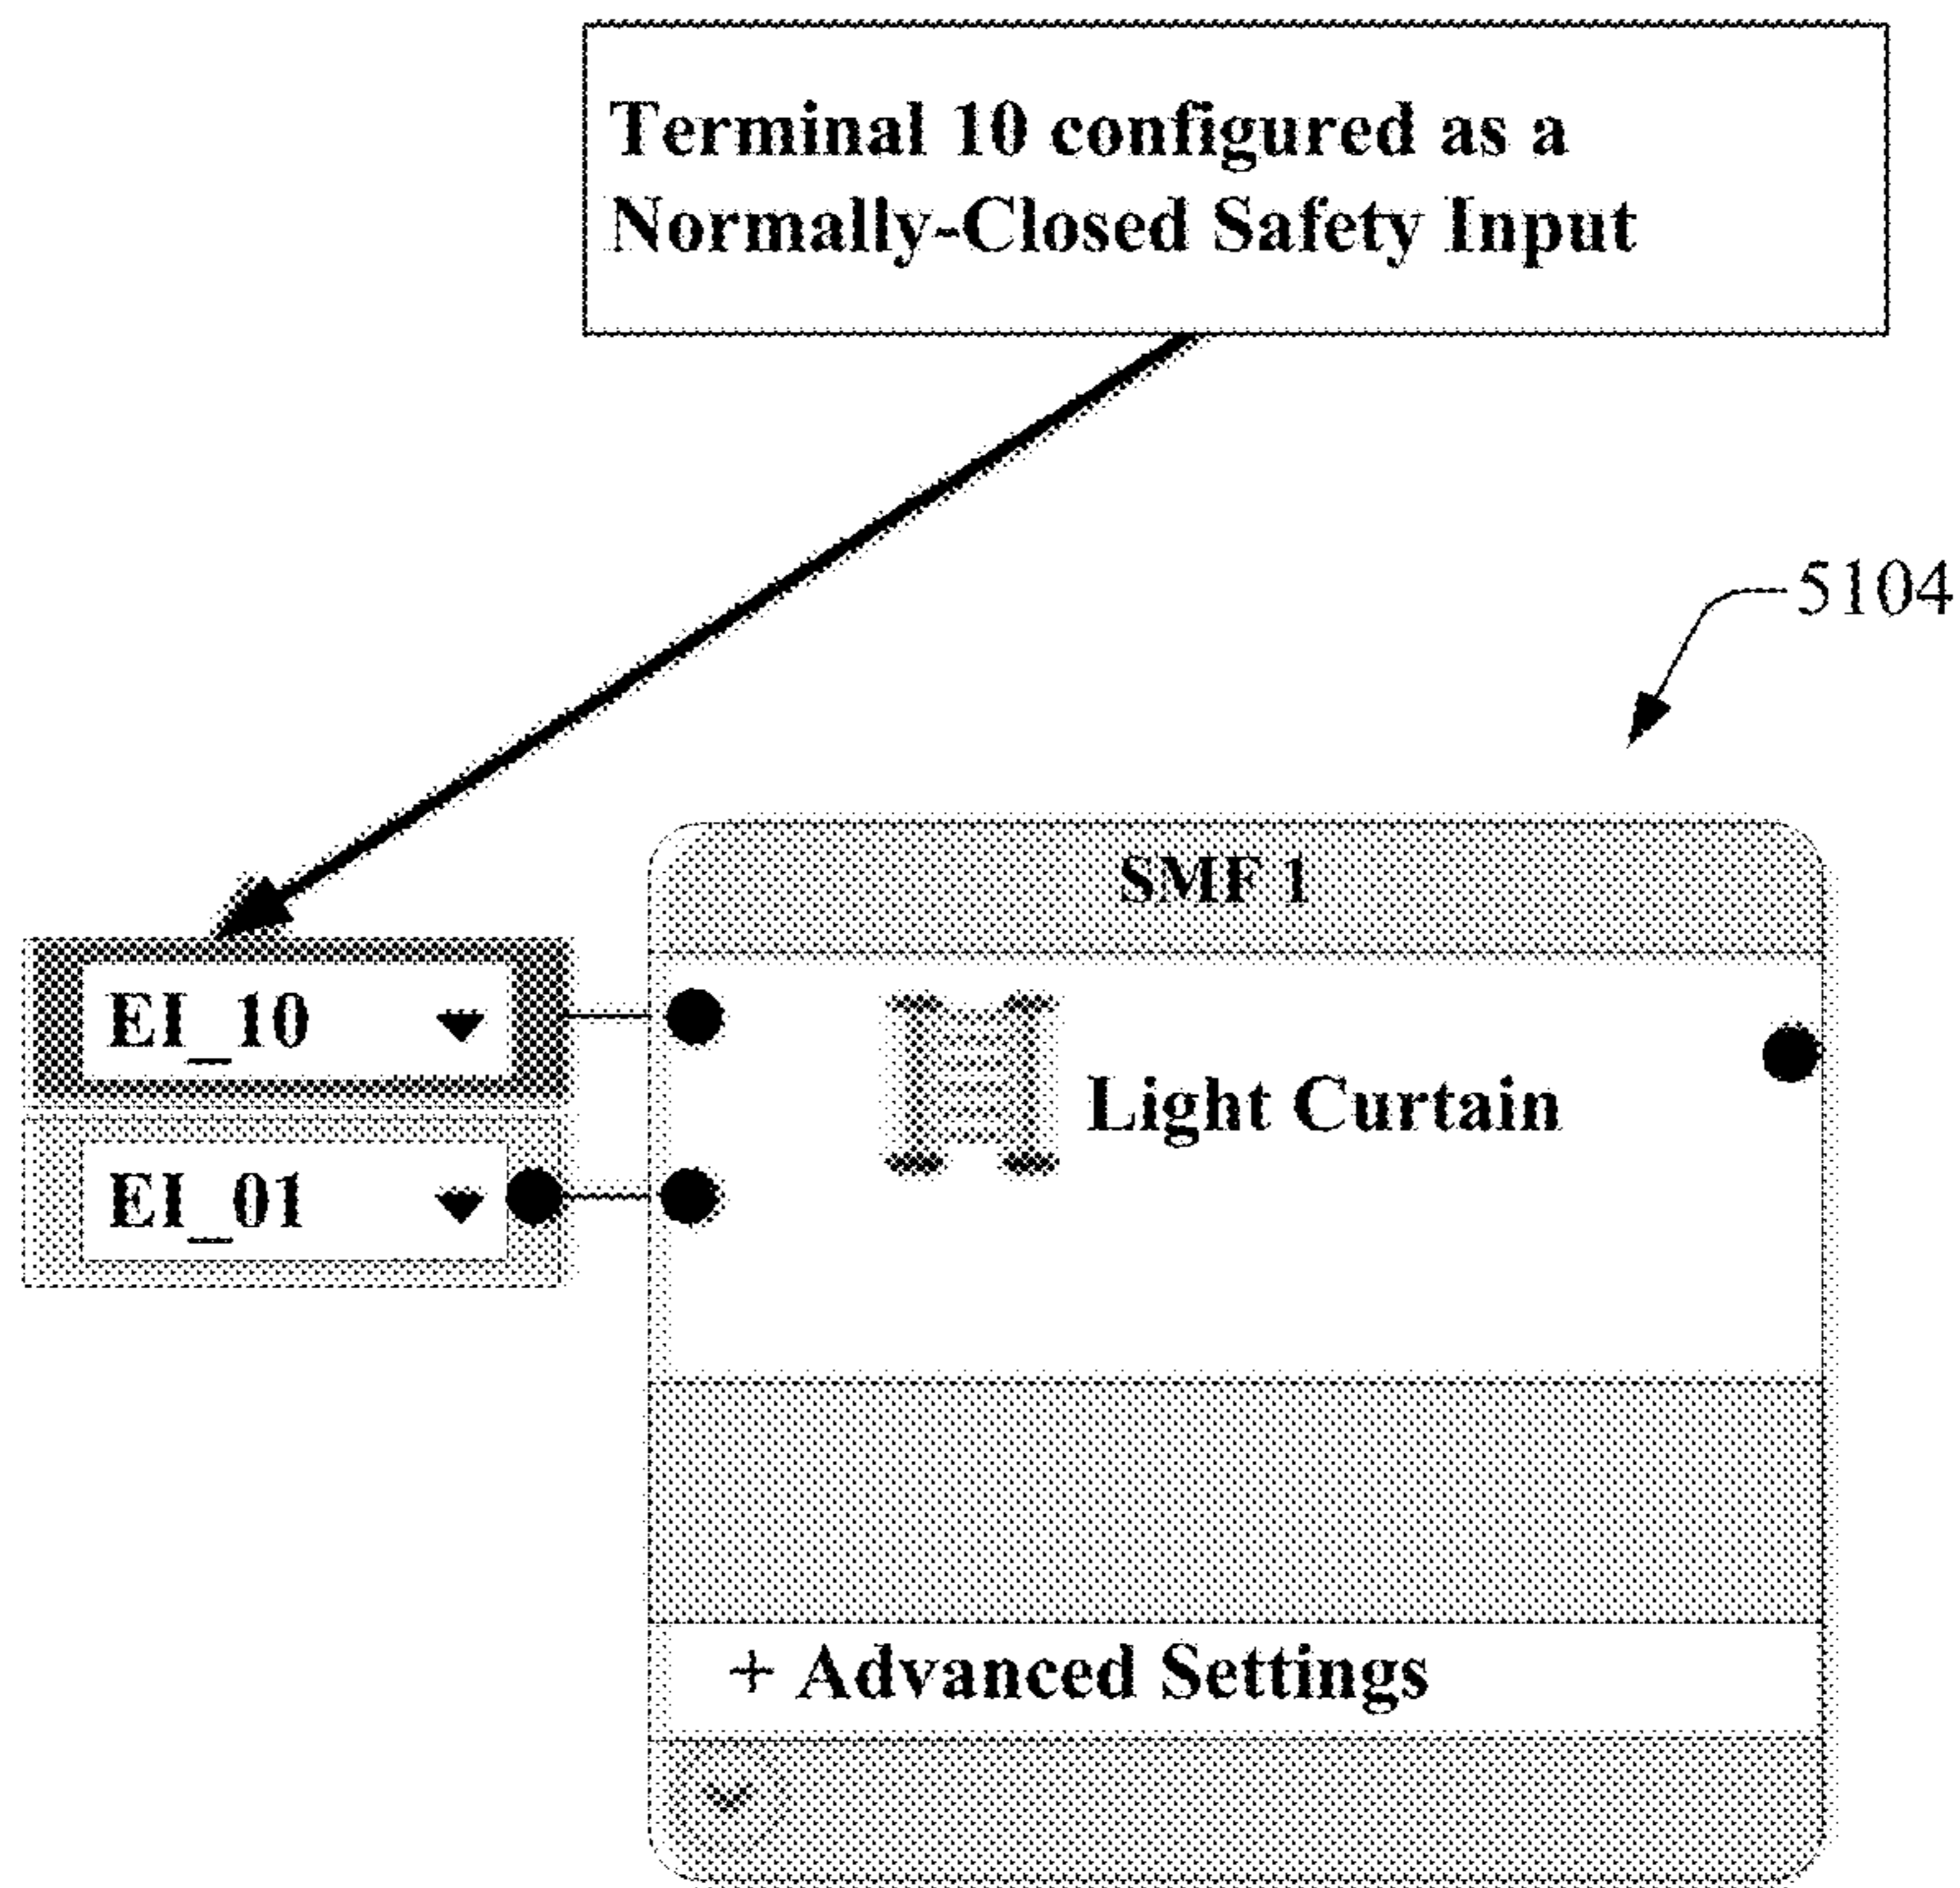 Terminal 10 configured as a
Normally-Closed Safety Input
5104
SMF 1
EI_10
Light Curtain
EI_01
+ Advanced Settings